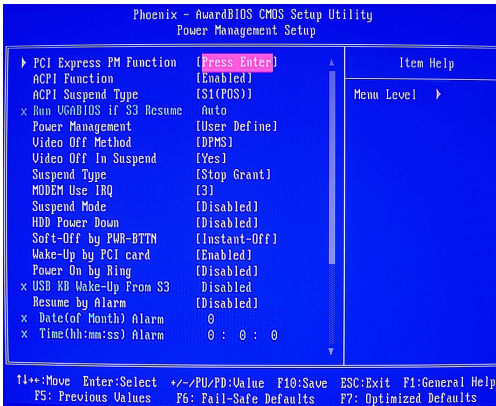 Phoenix - AwardBIOS CMOS Setup Utility
Power Management Setup
PCI Express PM Function [Press Enter]
ACPI Function [Enabled]
ACPI Suspend Type [S1(POS)]
x Run VGABIOS if S3 Resume Auto
Power Management [User Define]
Video Off Method [DPMS]
Video Off In Suspend [Yes]
Suspend Type [Stop Grant]
MODEM Use IRQ [3]
Suspend Mode [Disabled]
HDD Power Down [Disabled]
Soft-Off by PWR-BTTN [Instant-Off]
Wake-Up by PCI card [Enabled]
Power On by Ring [Disabled]
x USB KB Wake-Up From S3 Disabled
Resume by Alarm [Disabled]
x Date(of Month) Alarm 0
x Time(hh:mm:ss) Alarm 0 : 0 : 0
Item Help
Menu Level
↑↓→←:Move Enter:Select +/-/PU/PD:Value F10:Save ESC:Exit F1:General Help
F5: Previous Values F6: Fail-Safe Defaults F7: Optimized Defaults